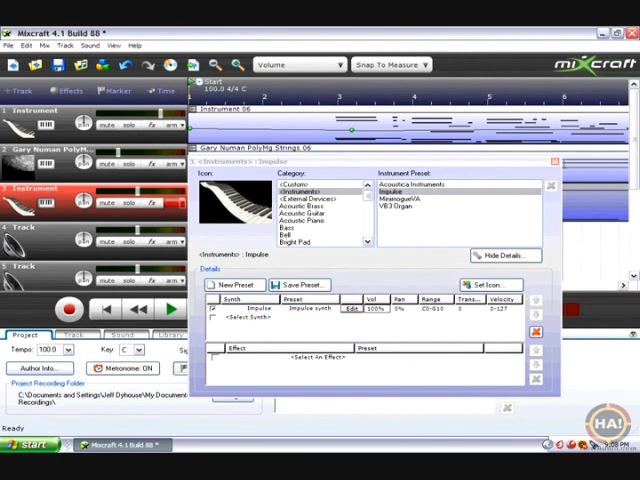 Mixcraft 4.1 Build 88 *
File Edit Mix Track Sound View Help
Volume
Snap To Measure
mixcraft
+Track Effects Marker Time
Start
100.0 4/4 C
2 3 4 5 6
1 Instrument
mute solo fx arm
Instrument 06
2 Gary Numan PolyM...
mute solo fx arm
Gary Numan PolyMg Strings 06
3 Instrument
mute solo fx
4 Track
mute solo fx arm
5 Track
3. <Instruments> : Impulse
Icon:
Category:
Instrument Preset:
<Custom>
<Instruments>
<External Devices>
Acoustic Brass
Acoustic Guitar
Acoustic Piano
Bass
Bell
Bright Pad
Acoustica Instruments
Impulse
MinimogueVA
VB3 Organ
<Instruments> : Impulse
Hide Details...
Details
New Preset
Save Preset...
Set Icon...
Synth Preset Vol Pan Range Trans... Velocity
Impulse Impulse synth Edit 100% 0% C0-G10 0 0-127
<Select Synth>
Effect Preset
<Select An Effect>
Project Track Sound
Tempo: 100.0 Key: C
Author Info...
Metronome: ON
Project Recording Folder
C:\Documents and Settings\Jeff Dyhouse\My Document
Recordings\
Ready
HA!
start
Mixcraft 4.1 Build 88 *
9:08 PM